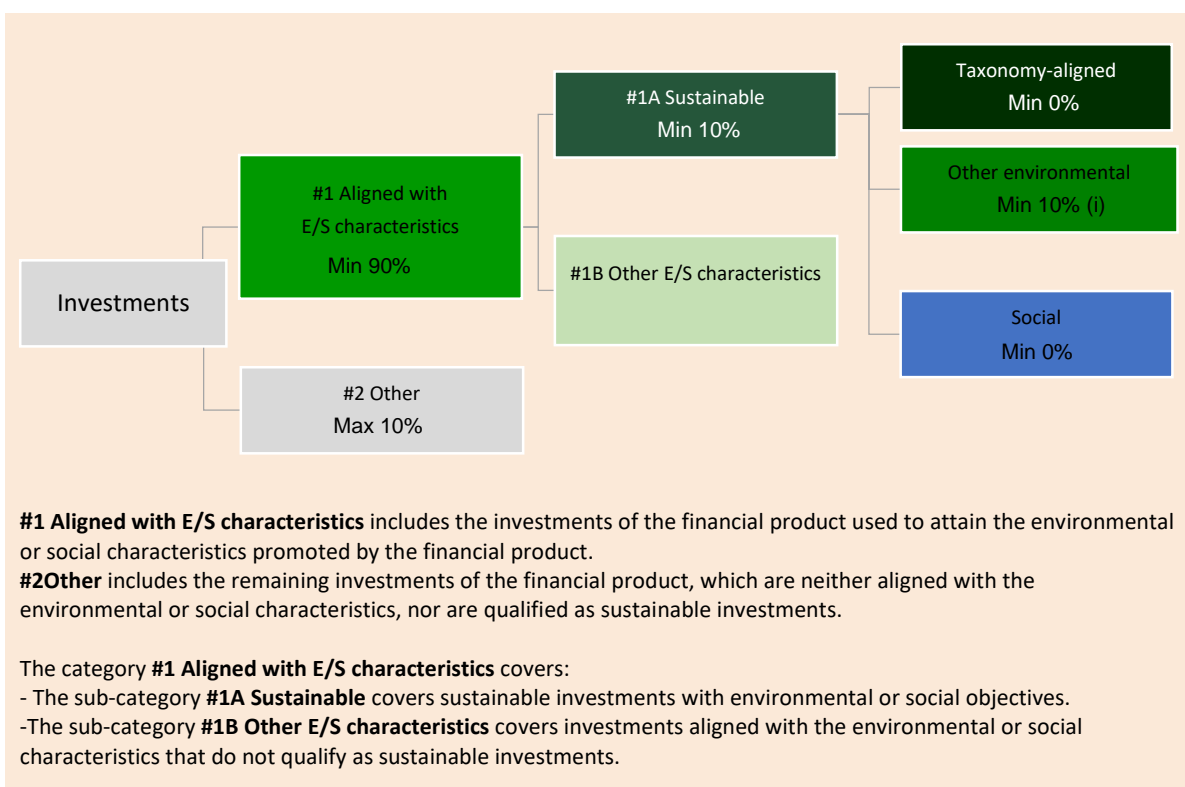 Taxonomy-aligned
Min 0%
#1A Sustainable
Min 10%
Other environmental
Min 10% (i)
#1 Aligned with
E/S characteristics
Min 90%
#1B Other E/S characteristics
Investments
Social
Min 0%
#2 Other
Max 10%
#1 Aligned with E/S characteristics includes the investments of the financial product used to attain the environmental
or social characteristics promoted by the financial product.
#2Other includes the remaining investments of the financial product, which are neither aligned with the
environmental or social characteristics, nor are qualified as sustainable investments.
The category #1 Aligned with E/S characteristics covers:
- The sub-category #1A Sustainable covers sustainable investments with environmental or social objectives.
-The sub-category #1B Other E/S characteristics covers investments aligned with the environmental or social
characteristics that do not qualify as sustainable investments.